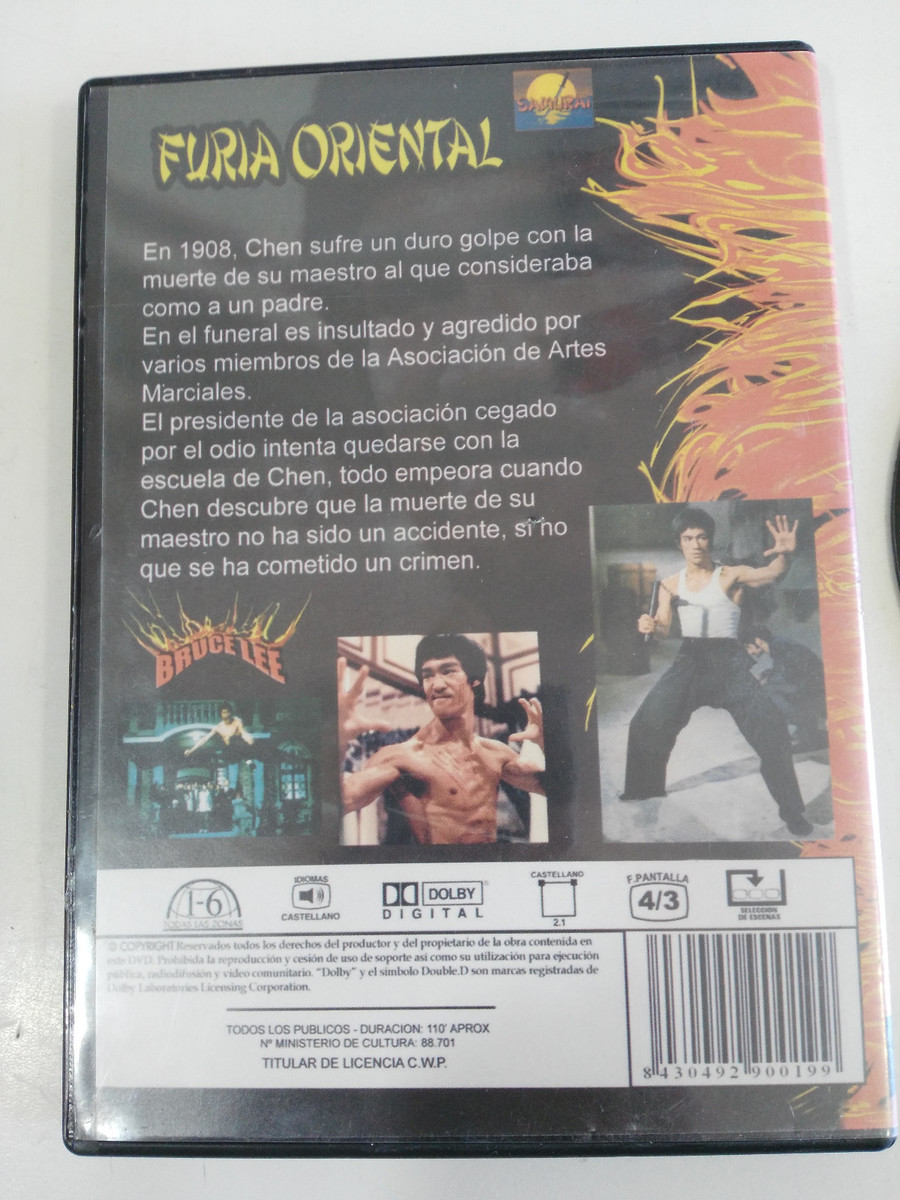 SAMURAI
FURIA ORIENTAL
En 1908, Chen sufre un duro golpe con la
muerte de su maestro al que consideraba
como a un padre.
En el funeral es insultado y agredido por
varios miembros de la Asociación de Artes
Marciales.
El presidente de la asociación cegado
por el odio intenta quedarse con la
escuela de Chen, todo empeora cuando
Chen descubre que la muerte de su
maestro no ha sido un accidente, si no
que se ha cometido un crimen.
BRUCE LEE
1-6
TODAS LAS ZONAS
IDIOMAS
CASTELLANO
DOLBY
DIGITAL
CASTELLANO
2.1
F.PANTALLA
4/3
SELECCION
DE ESCENAS
© COPYRIGHT Reservados todos los derechos del productor y del propietario de la obra contenida en
este DVD. Prohibida la reproducción y cesión de uso de soporte asi como su utilización para ejecución
pública, radiodifusion y video comunitario. "Dolby" y el simbolo Double.D son marcas registradas de
Dolby Laboratories Licensing Corporation.
TODOS LOS PUBLICOS - DURACION: 110' APROX
Nº MINISTERIO DE CULTURA: 88.701
TITULAR DE LICENCIA C.W.P.
8 430492 900199